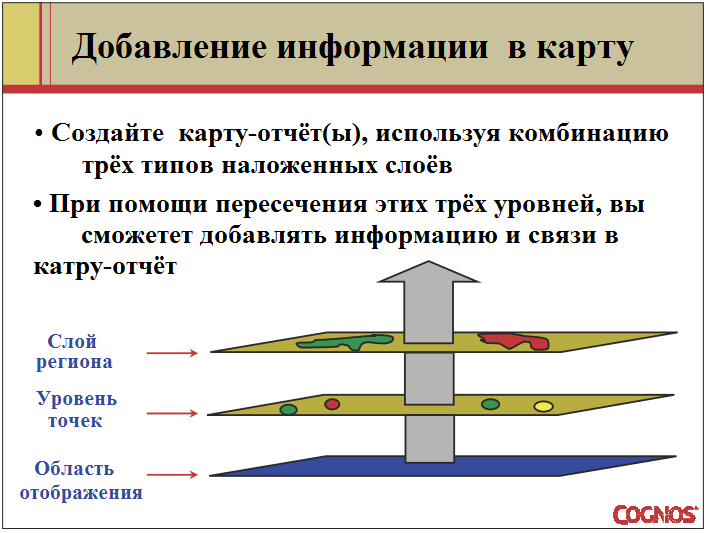 Добавление информации в карту
• Создайте карту-отчёт(ы), используя комбинацию
трёх типов наложенных слоёв
• При помощи пересечения этих трёх уровней, вы
сможетет добавлять информацию и связи в
катру-отчёт
Слой
региона
Уровень
точек
Область
отображения
COGNOS